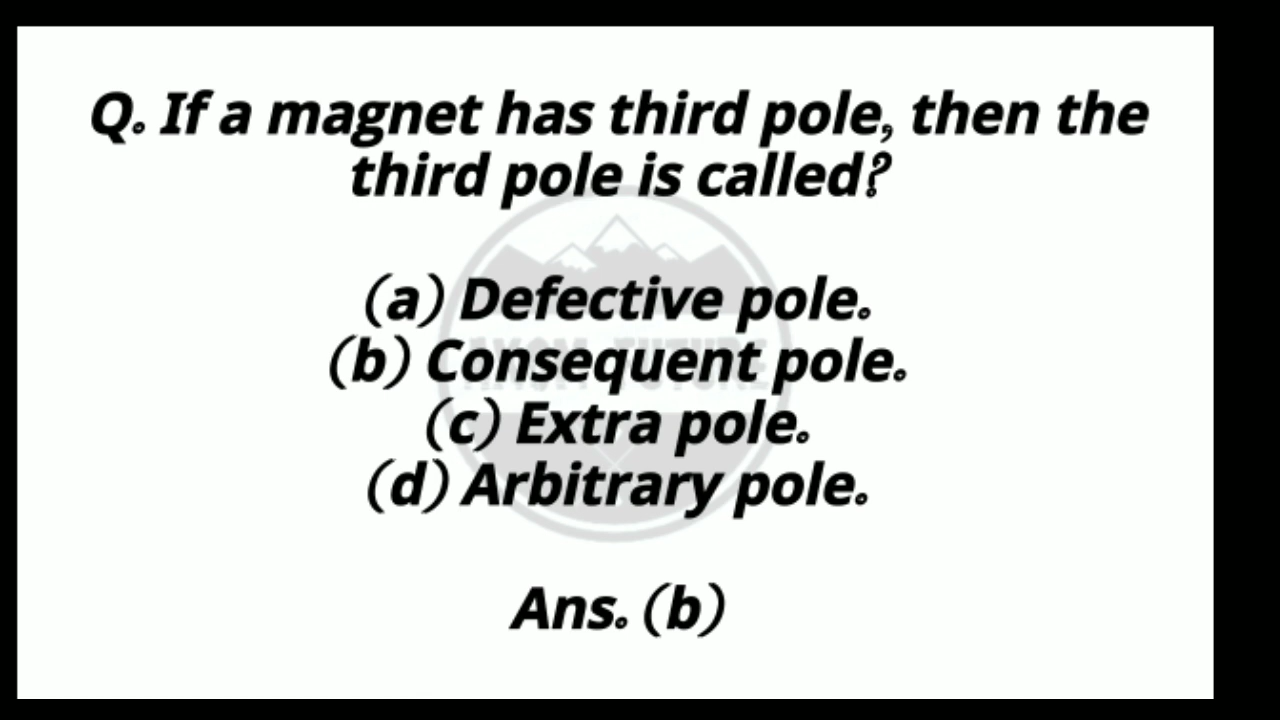 Q. If a magnet has third pole, then the
third pole is called?
(a) Defective pole.
(b) Consequent pole.
(c) Extra pole.
(d) Arbitrary pole.
Ans. (b)